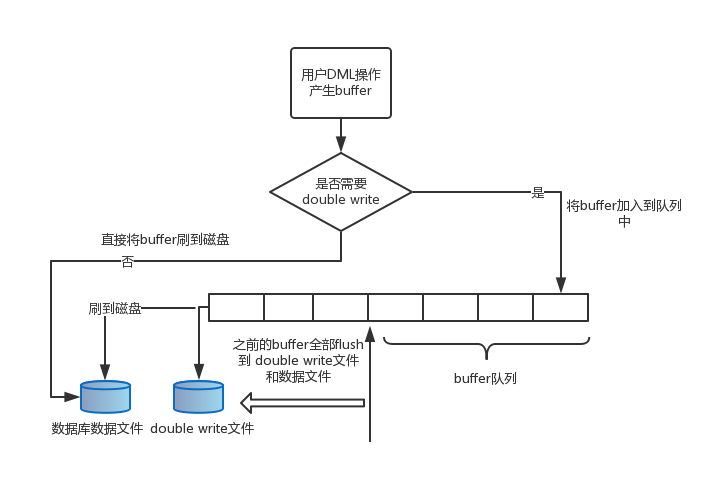 用户DML操作
产生buffer
是否需要
double write
是
将buffer加入到队列
中
直接将buffer刷到磁盘
否
刷到磁盘
之前的buffer全部flush
到 double write文件
和数据文件
buffer队列
数据库数据文件
double write文件